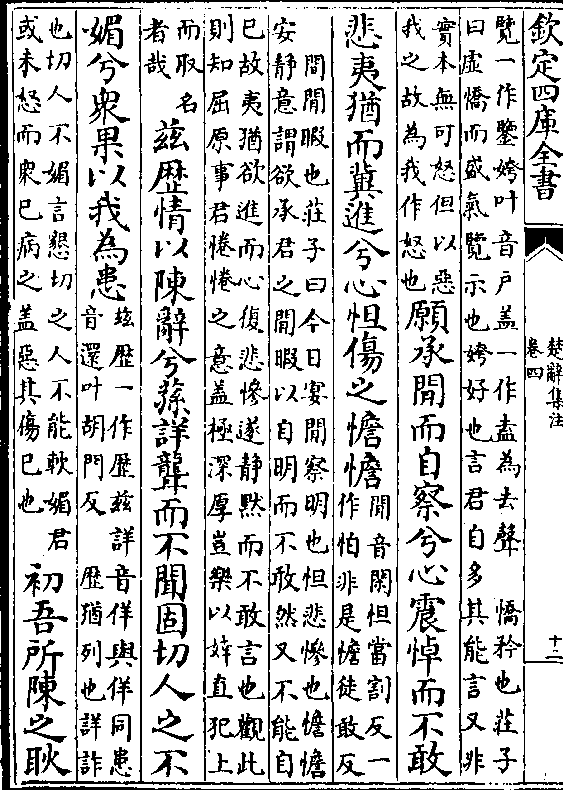 欽定四庫全書
楚辭集注
卷四
十二
覽一作鑒姱叶音戶盖一作盍為去聲　憍矜也莊子
曰虛憍而盛氣覽示也姱好也言君自多其能言又非
實本無可怒但以惡
我之故為我作怒也
願承間而自察兮心震悼而不敢
悲夷猶而冀進兮心怛傷之憺憺
間音閑怛當割反一
作怕非是憺徒敢反
間閒暇也莊子曰今日宴閒察明也怛悲慘也憺憺
安靜意謂欲承君之閒暇以自明而不敢然又不能自
已故夷猶欲進而心復悲慘遂静默而不敢言也觀此
則知屈原事君惓惓之意盖極深厚豈樂以婞直犯上
而取名
者哉
茲歷情以陳辭兮蓀詳聾而不聞固切人之不
媚兮衆果以我為患
兹歷一作歷兹詳音佯與佯同患
音還叶胡門反　歷猶列也詳詐
也切人不媚言懇切之人不能軟媚君
或未怒而衆已病之盖惡其傷已也
初吾所陳之耿